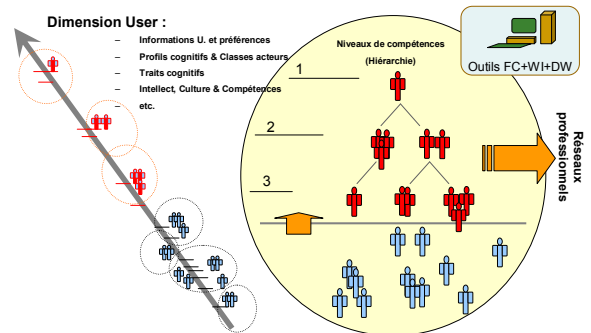 Dimension User :
– Informations U. et préférences
– Profils cognitifs & Classes acteurs
– Traits cognitifs
– Intellect, Culture & Compétences
– etc.
Niveaux de compétences
(Hiérarchie)
1
2
3
Outils FC+WI+DW
Réseaux
professionnels